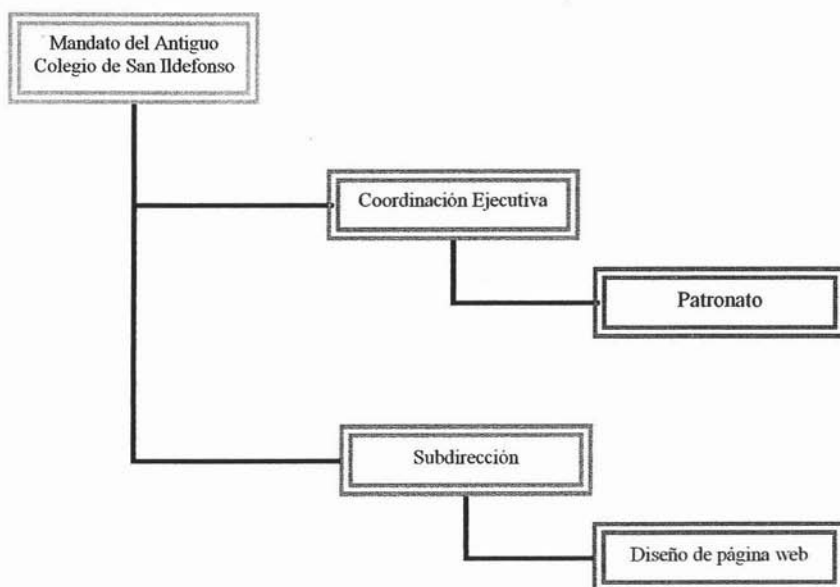 Mandato del Antiguo
Colegio de San Ildefonso
Coordinación Ejecutiva
Patronato
Subdirección
Diseño de página web